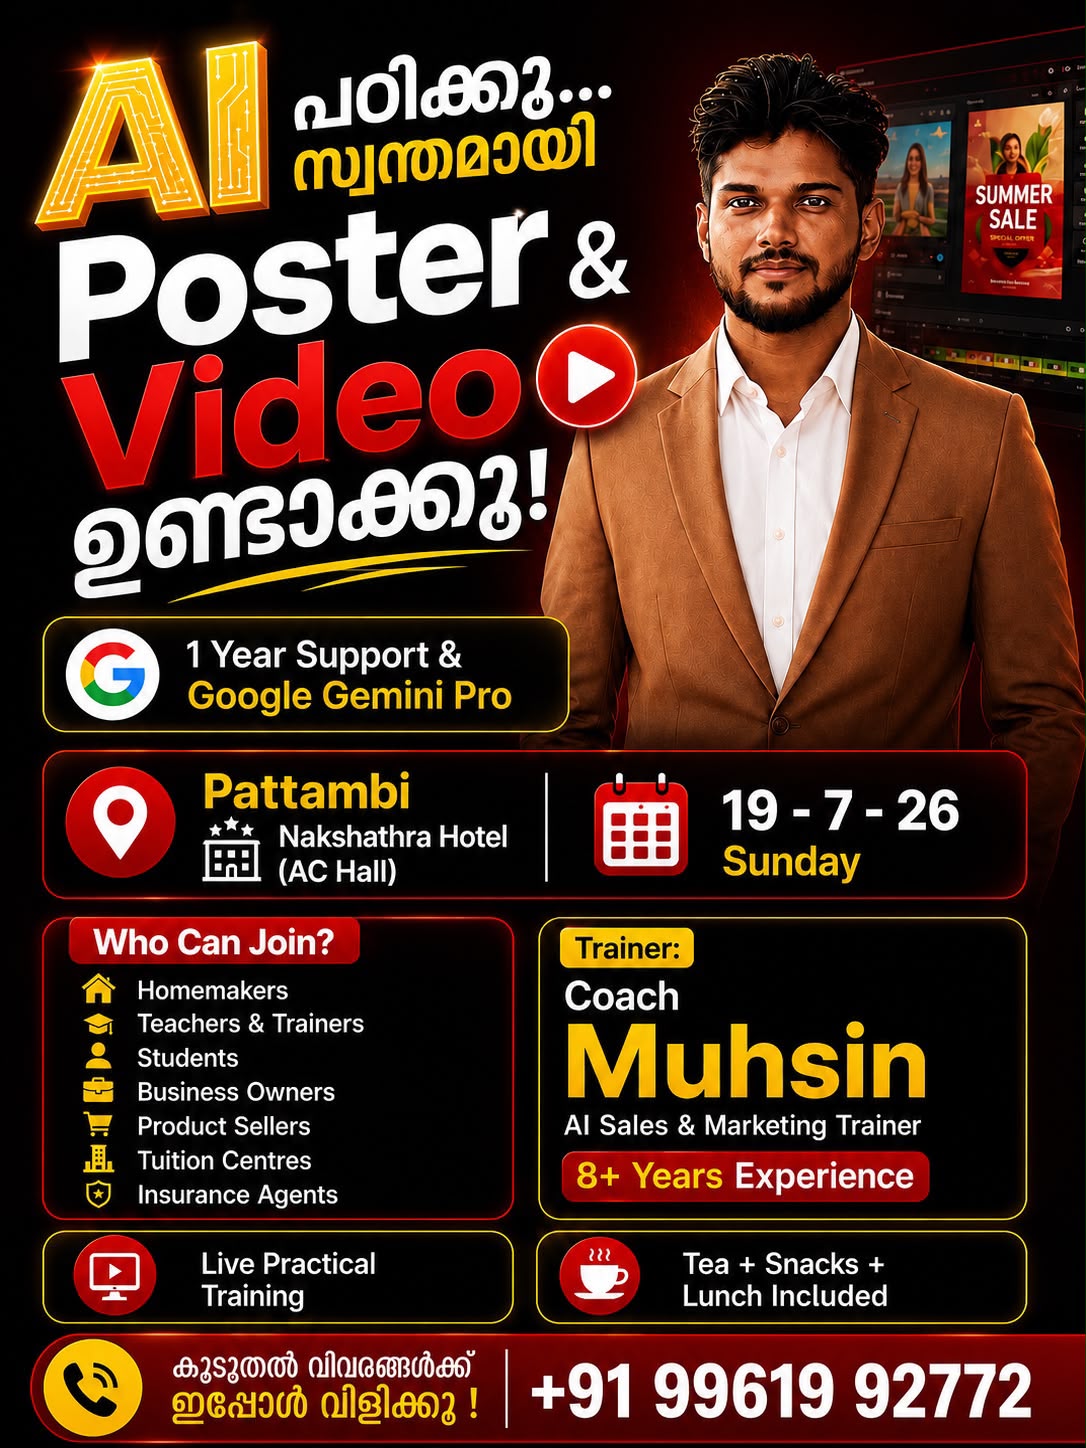 AI പഠിക്കൂ...
സ്വന്തമായി
Poster &
Video
ഉണ്ടാക്കൂ!
SUMMER
SALE
SPECIAL OFFER
1 Year Support &
Google Gemini Pro
Pattambi
Nakshathra Hotel
(AC Hall)
19 - 7 - 26
Sunday
Who Can Join?
Homemakers
Teachers & Trainers
Students
Business Owners
Product Sellers
Tuition Centres
Insurance Agents
Trainer:
Coach
Muhsin
AI Sales & Marketing Trainer
8+ Years Experience
Live Practical
Training
Tea + Snacks +
Lunch Included
കൂടുതൽ വിവരങ്ങൾക്ക്
ഇപ്പോൾ വിളിക്കൂ !
+91 99619 92772